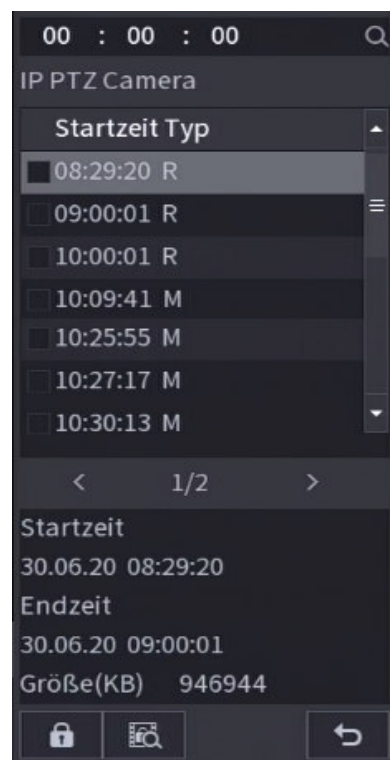 00 : 00 : 00
IP PTZ Camera
Startzeit Typ
08:29:20 R
09:00:01 R
10:00:01 R
10:09:41 M
10:25:55 M
10:27:17 M
10:30:13 M
< 1/2 >
Startzeit
30.06.20 08:29:20
Endzeit
30.06.20 09:00:01
Größe(KB) 946944